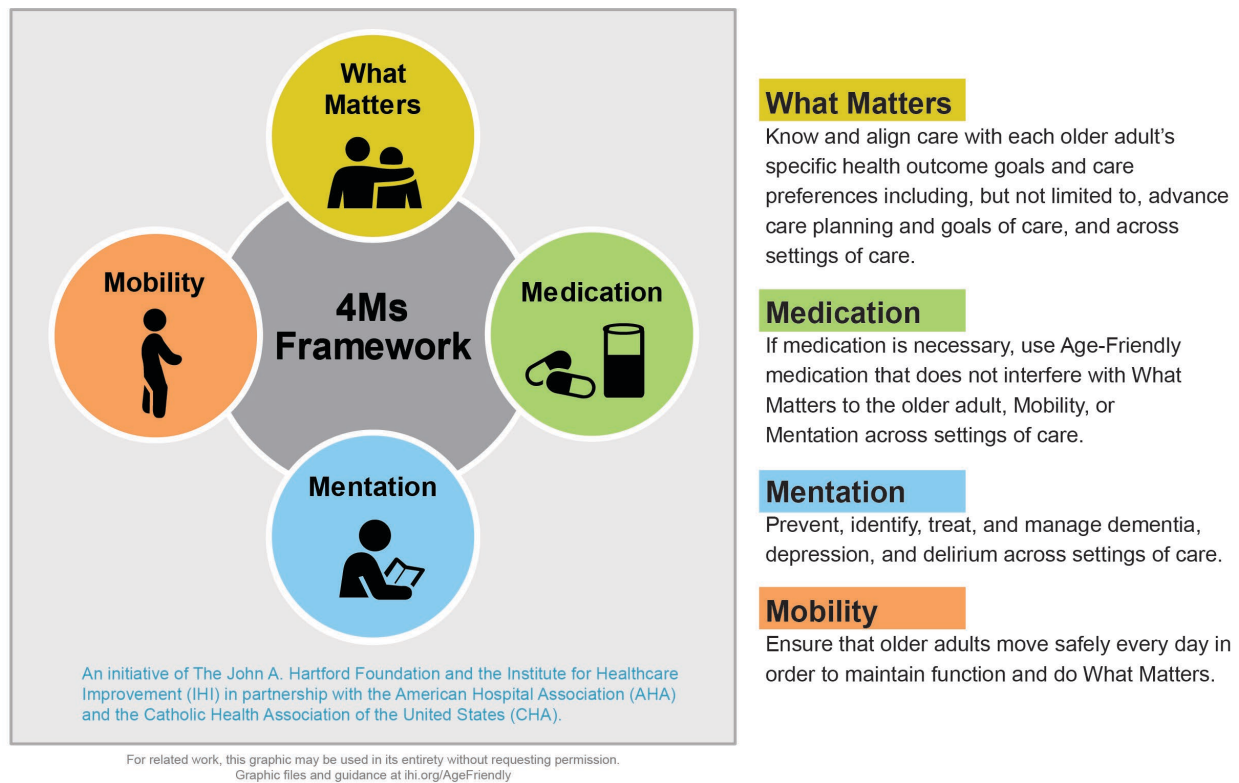 What
Matters
Mobility
4Ms
Framework
Medication
Mentation
An initiative of The John A. Hartford Foundation and the Institute for Healthcare
Improvement (IHI) in partnership with the American Hospital Association (AHA)
and the Catholic Health Association of the United States (CHA).
For related work, this graphic may be used in its entirety without requesting permission.
Graphic files and guidance at ihi.org/AgeFriendly
What Matters
Know and align care with each older adult's
specific health outcome goals and care
preferences including, but not limited to, advance
care planning and goals of care, and across
settings of care.
Medication
If medication is necessary, use Age-Friendly
medication that does not interfere with What
Matters to the older adult, Mobility, or
Mentation across settings of care.
Mentation
Prevent, identify, treat, and manage dementia,
depression, and delirium across settings of care.
Mobility
Ensure that older adults move safely every day in
order to maintain function and do What Matters.